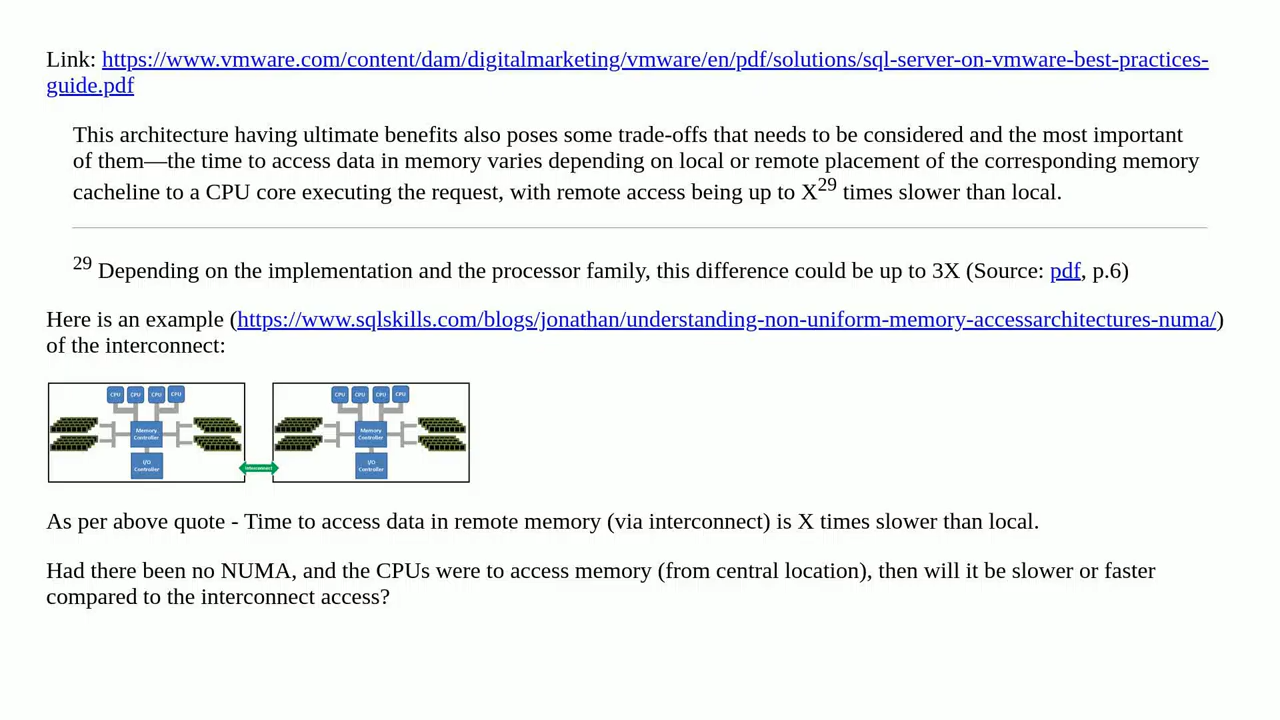 Link: https://www.vmware.com/content/dam/digitalmarketing/vmware/en/pdf/solutions/sql-server-on-vmware-best-practices-
guide.pdf
This architecture having ultimate benefits also poses some trade-offs that needs to be considered and the most important
of them—the time to access data in memory varies depending on local or remote placement of the corresponding memory
cacheline to a CPU core executing the request, with remote access being up to X29 times slower than local.
29 Depending on the implementation and the processor family, this difference could be up to 3X (Source: pdf, p.6)
Here is an example (https://www.sqlskills.com/blogs/jonathan/understanding-non-uniform-memory-accessarchitectures-numa/)
of the interconnect:
CPU CPU CPU CPU CPU CPU CPU CPU
Memory Controller Memory Controller
I/O Controller Interconnect I/O Controller
As per above quote - Time to access data in remote memory (via interconnect) is X times slower than local.
Had there been no NUMA, and the CPUs were to access memory (from central location), then will it be slower or faster
compared to the interconnect access?